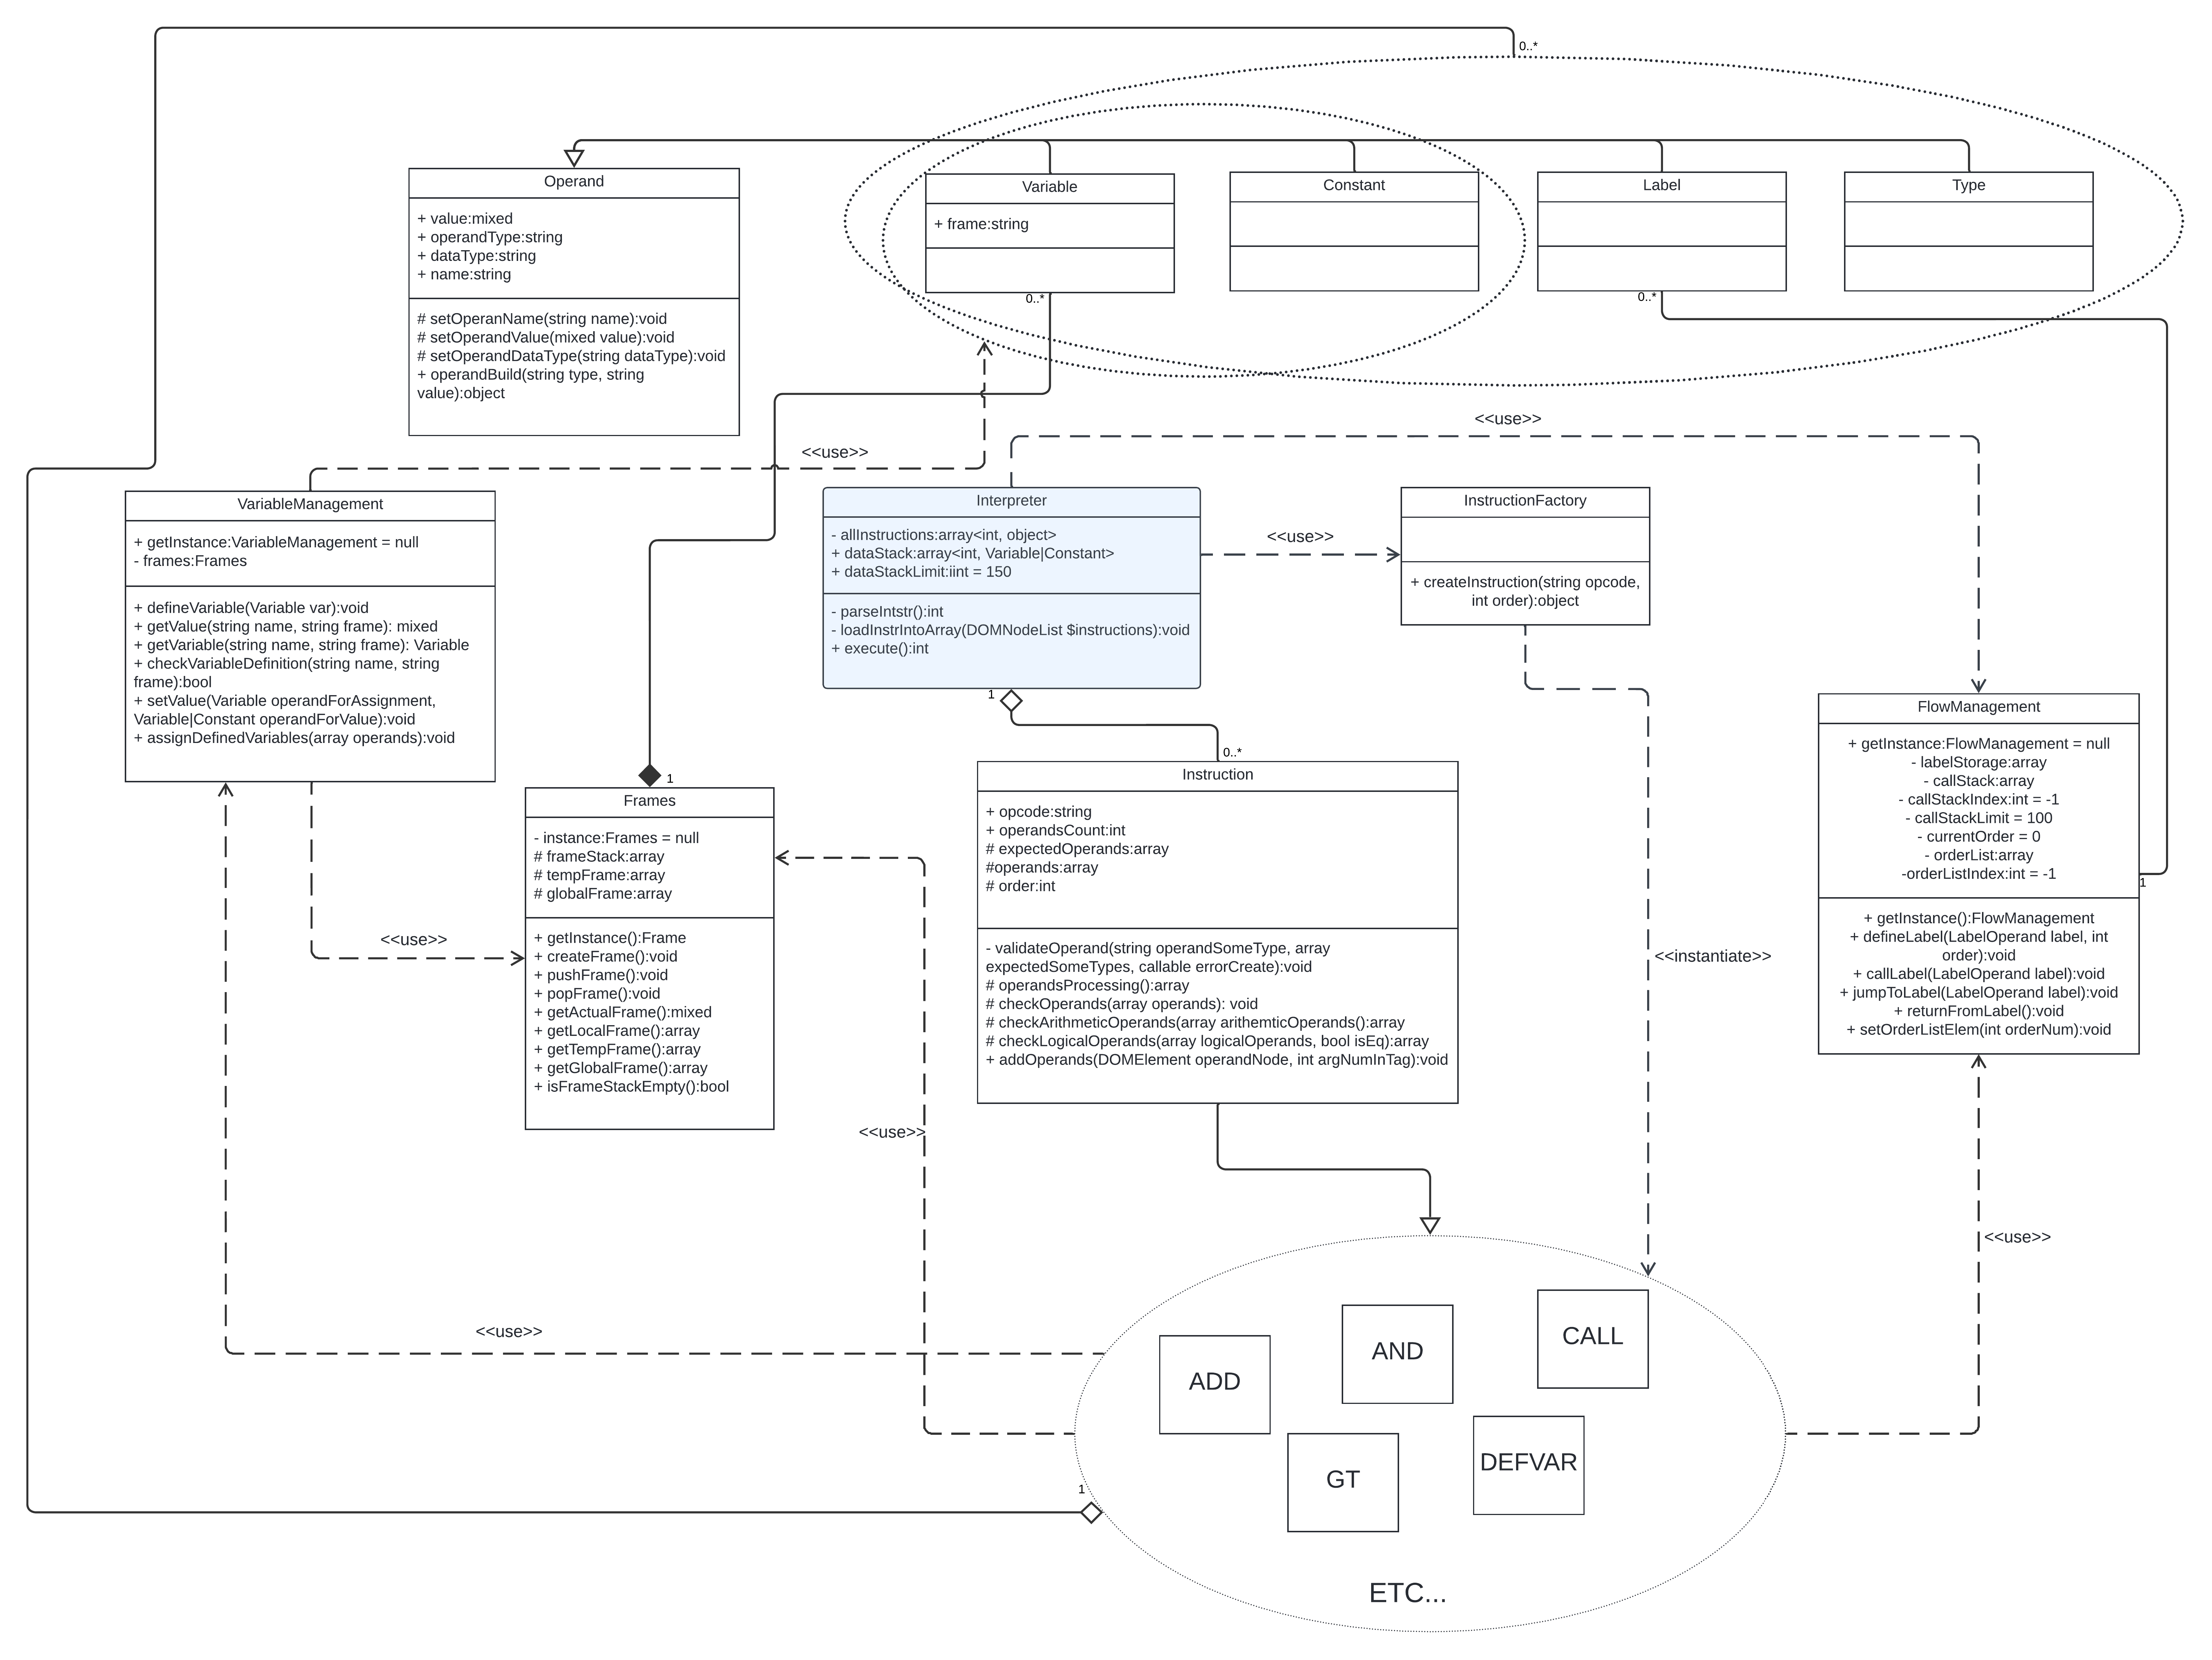 0..*
Operand
+ value:mixed
+ operandType:string
+ dataType:string
+ name:string
# setOperanName(string name):void
# setOperandValue(mixed value):void
# setOperandDataType(string dataType):void
+ operandBuild(string type, string
value):object
Variable
+ frame:string
0..*
Constant
Label
0..*
Type
<<use>>
<<use>>
VariableManagement
+ getInstance:VariableManagement = null
- frames:Frames
+ defineVariable(Variable var):void
+ getValue(string name, string frame): mixed
+ getVariable(string name, string frame): Variable
+ checkVariableDefinition(string name, string
frame):bool
+ setValue(Variable operandForAssignment,
Variable|Constant operandForValue):void
+ assignDefinedVariables(array operands):void
Interpreter
- allInstructions:array<int, object>
+ dataStack:array<int, Variable|Constant>
+ dataStackLimit:iint = 150
- parseIntstr():int
- loadInstrIntoArray(DOMNodeList $instructions):void
+ execute():int
1
<<use>>
InstructionFactory
+ createInstruction(string opcode,
int order):object
FlowManagement
+ getInstance:FlowManagement = null
- labelStorage:array
- callStack:array
- callStackIndex:int = -1
- callStackLimit = 100
- currentOrder = 0
- orderList:array
-orderListIndex:int = -1
1
+ getInstance():FlowManagement
+ defineLabel(LabelOperand label, int
order):void
+ callLabel(LabelOperand label):void
+ jumpToLabel(LabelOperand label):void
+ returnFromLabel():void
+ setOrderListElem(int orderNum):void
1
Frames
- instance:Frames = null
# frameStack:array
# tempFrame:array
# globalFrame:array
+ getInstance():Frame
+ createFrame():void
+ pushFrame():void
+ popFrame():void
+ getActualFrame():mixed
+ getLocalFrame():array
+ getTempFrame():array
+ getGlobalFrame():array
+ isFrameStackEmpty():bool
<<use>>
0..*
Instruction
+ opcode:string
+ operandsCount:int
# expectedOperands:array
#operands:array
# order:int
- validateOperand(string operandSomeType, array
expectedSomeTypes, callable errorCreate):void
# operandsProcessing():array
# checkOperands(array operands): void
# checkArithmeticOperands(array arithemticOperands():array
# checkLogicalOperands(array logicalOperands, bool isEq):array
+ addOperands(DOMElement operandNode, int argNumInTag):void
<<instantiate>>
<<use>>
<<use>>
<<use>>
ADD
AND
CALL
GT
DEFVAR
1
ETC...